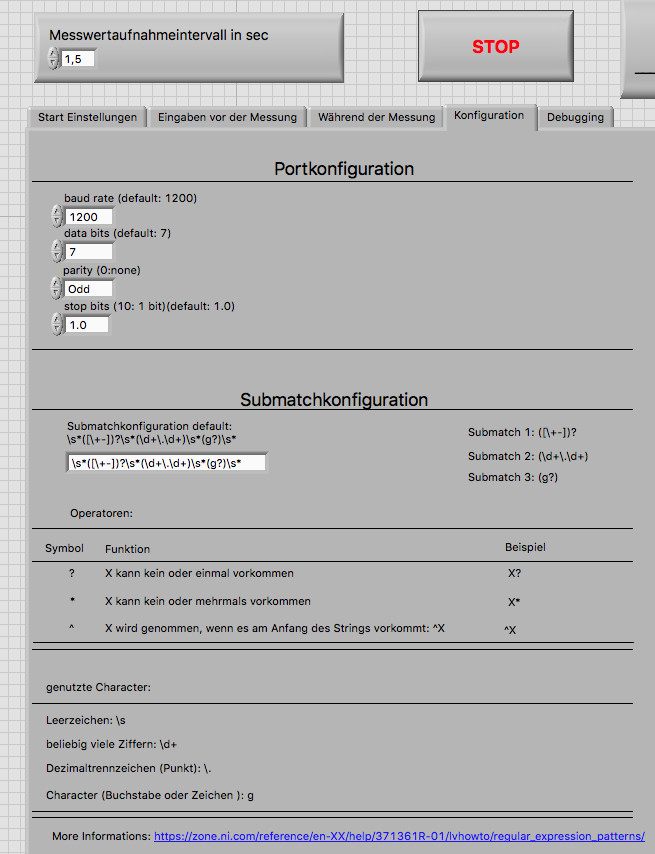 Messwertaufnahmeintervall in sec
1,5
STOP
Start Einstellungen
Eingaben vor der Messung
Während der Messung
Konfiguration
Debugging
Portkonfiguration
baud rate (default: 1200)
1200
data bits (default: 7)
7
parity (0:none)
Odd
stop bits (10: 1 bit)(default: 1.0)
1.0
Submatchkonfiguration
Submatchkonfiguration default:
\s*([\+-])?\s*(\d+\.\d+)\s*(g?)\s*
\s*([\+-])?\s*(\d+\.\d+)\s*(g?)\s*
Submatch 1: ([\+-])?
Submatch 2: (\d+\.\d+)
Submatch 3: (g?)
Operatoren:
Symbol Funktion Beispiel
? X kann kein oder einmal vorkommen X?
* X kann kein oder mehrmals vorkommen X*
^ X wird genommen, wenn es am Anfang des Strings vorkommt: ^X ^X
genutzte Character:
Leerzeichen: \s
beliebig viele Ziffern: \d+
Dezimaltrennzeichen (Punkt): \.
Character (Buchstabe oder Zeichen ): g
More Informations: https://zone.ni.com/reference/en-XX/help/371361R-01/lvhowto/regular_expression_patterns/